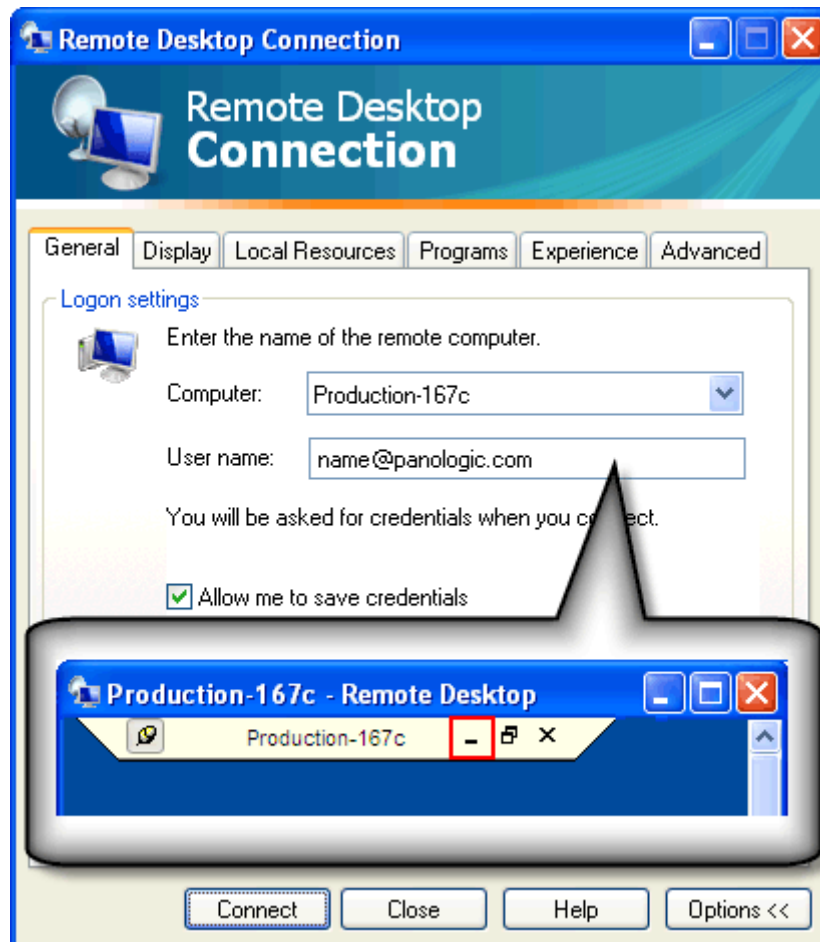 Remote Desktop Connection
Remote Desktop
Connection
General Display Local Resources Programs Experience Advanced
Logon settings
Enter the name of the remote computer.
Computer: Production-167c
User name: name@panologic.com
You will be asked for credentials when you ct.
Allow me to save credentials
Production-167c - Remote Desktop
Production-167c
Connect Close Help Options <<